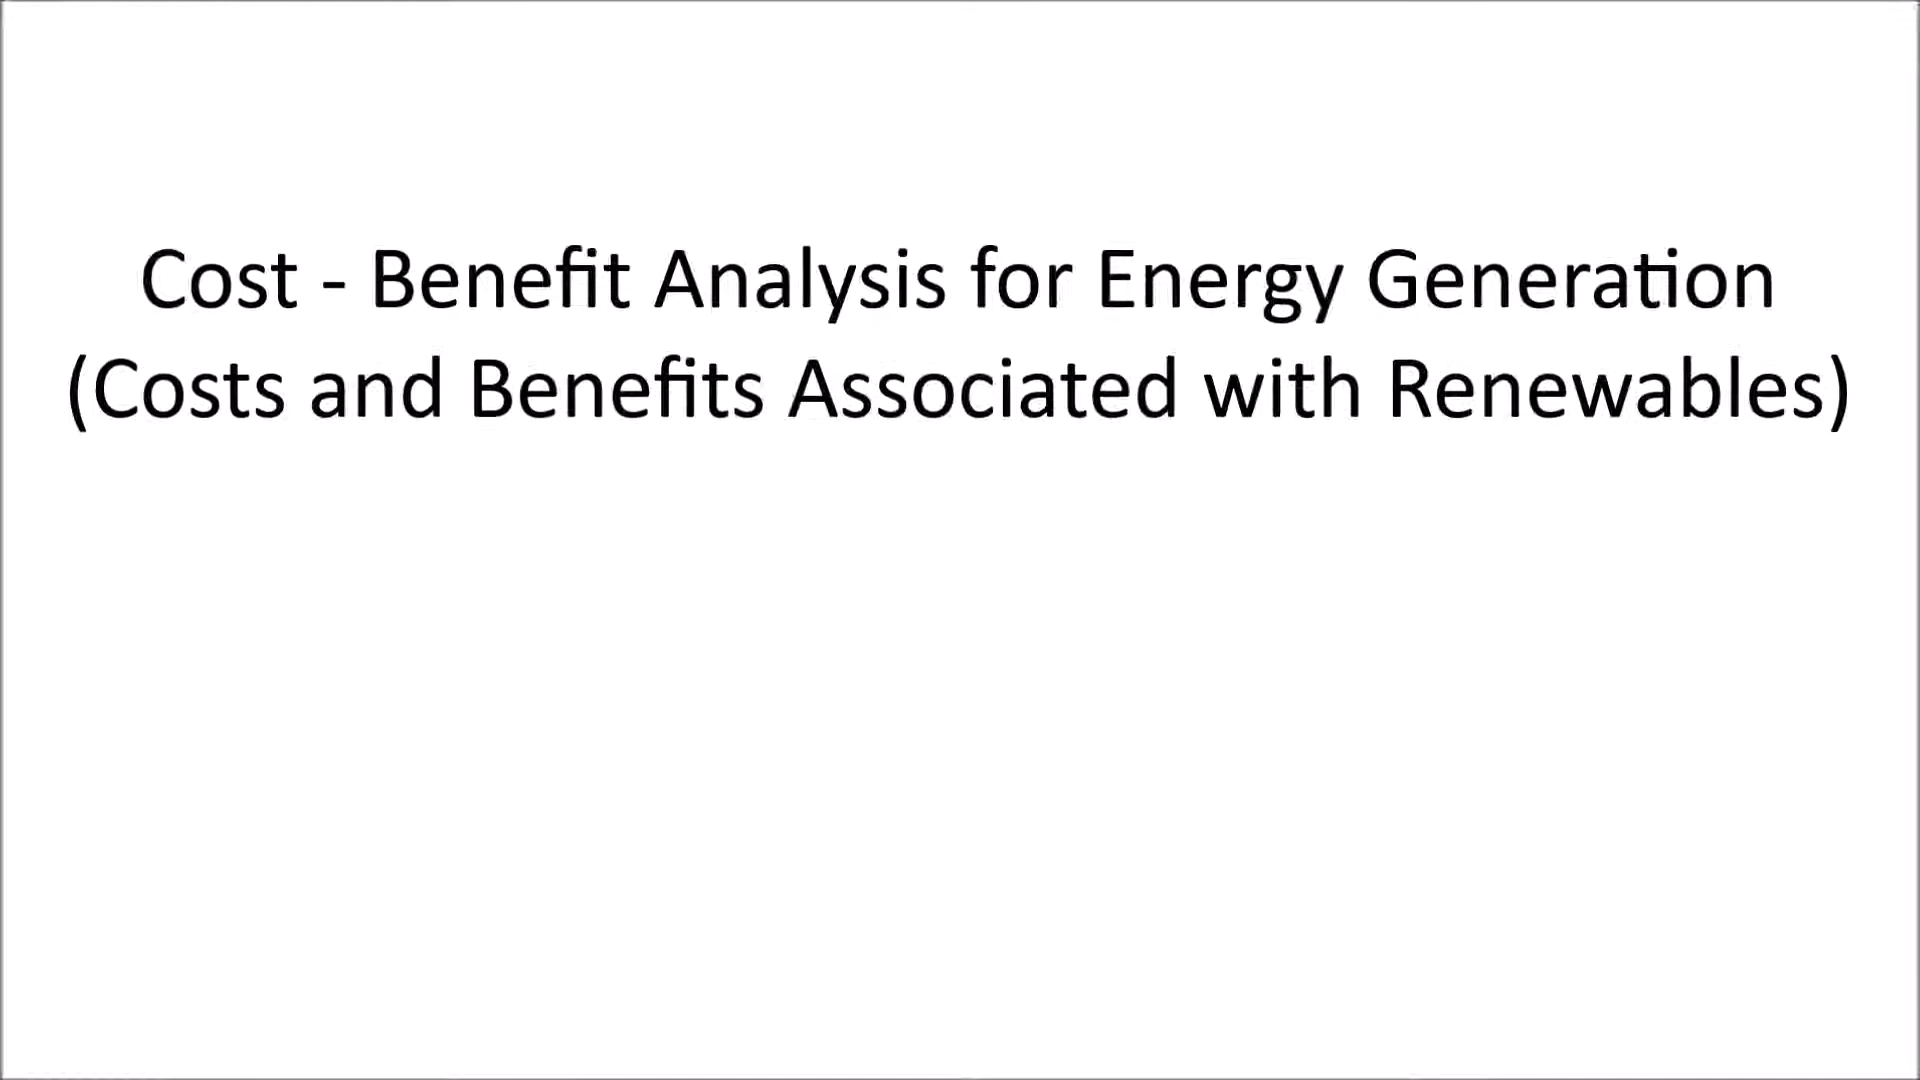 Cost - Benefit Analysis for Energy Generation
(Costs and Benefits Associated with Renewables)